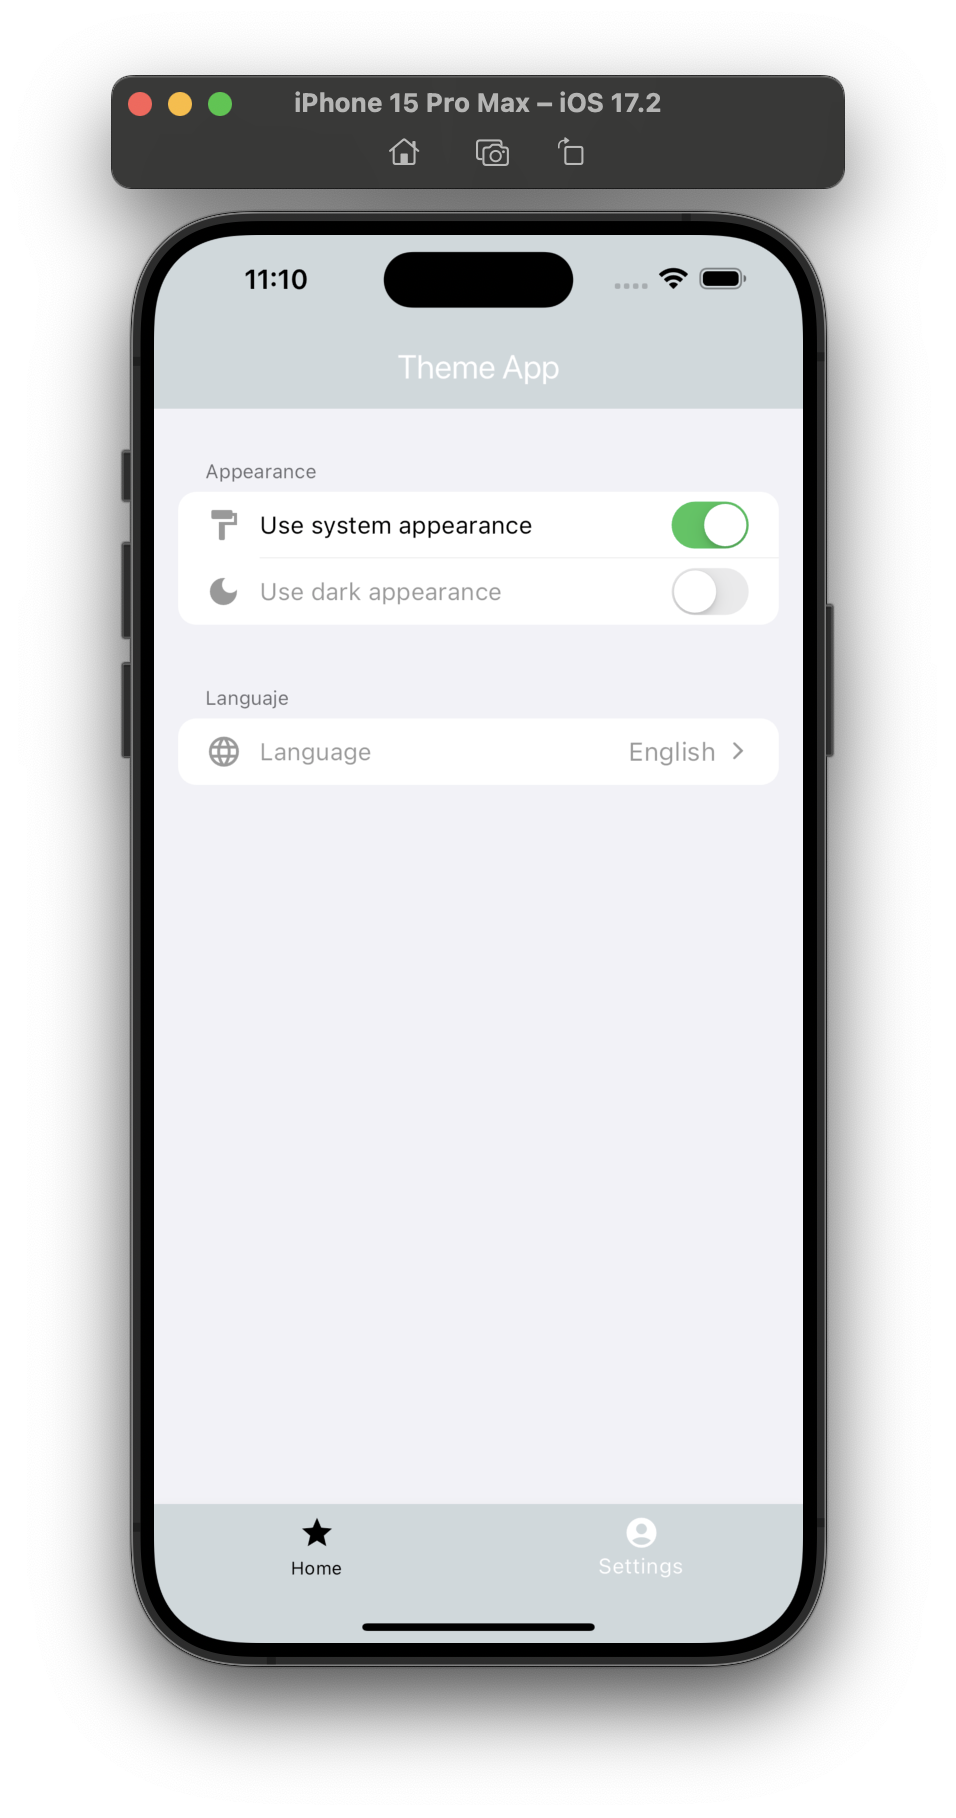 iPhone 15 Pro Max – iOS 17.2
11:10
Theme App
Appearance
Use system appearance
Use dark appearance
Languaje
Language English
Home Settings